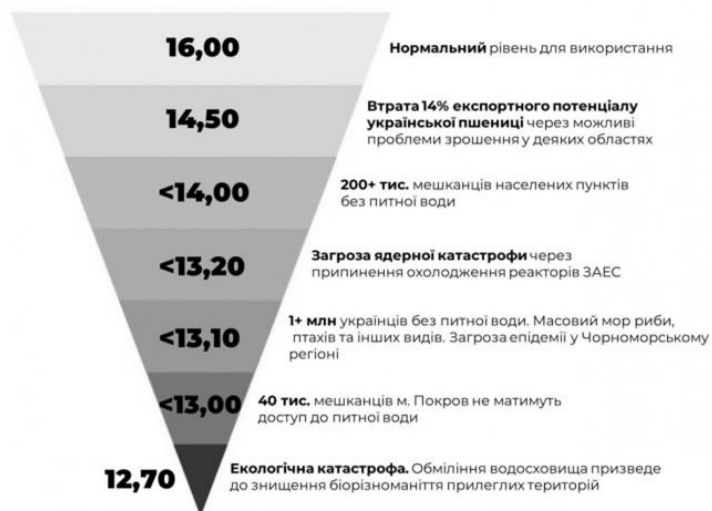 16,00
Нормальний рівень для використання
14,50
Втрата 14% експортного потенціалу
української пшениці через можливі
проблеми зрошення у деяких областях
<14,00
200+ тис. мешканців населених пунктів
без питної води
<13,20
Загроза ядерної катастрофи через
припинення охолодження реакторів ЗАЕС
<13,10
1+ млн українців без питної води. Масовий мор риби,
птахів та інших видів. Загроза епідемії у Чорноморському
регіоні
<13,00
40 тис. мешканців м. Покров не матимуть
доступ до питної води
12,70
Екологічна катастрофа. Обміління водосховища призведе
до знищення біорізноманіття прилеглих територій